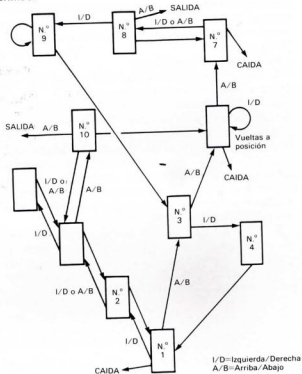 I/D
A/B
SALIDA
N.º
9
N.º
8
I/D o A/B
N.º
7
CAIDA
A/B
I/D
SALIDA
A/B
N.º
10
Vueltas a
posición
CAIDA
I/D o
A/B
A/B
A/B
N.º
3
I/D
N.º
4
I/D
I/D o A/B
N.º
2
A/B
I/D
N.º
1
CAIDA
I/D=Izquierda/Derecha
A/B=Arriba/Abajo